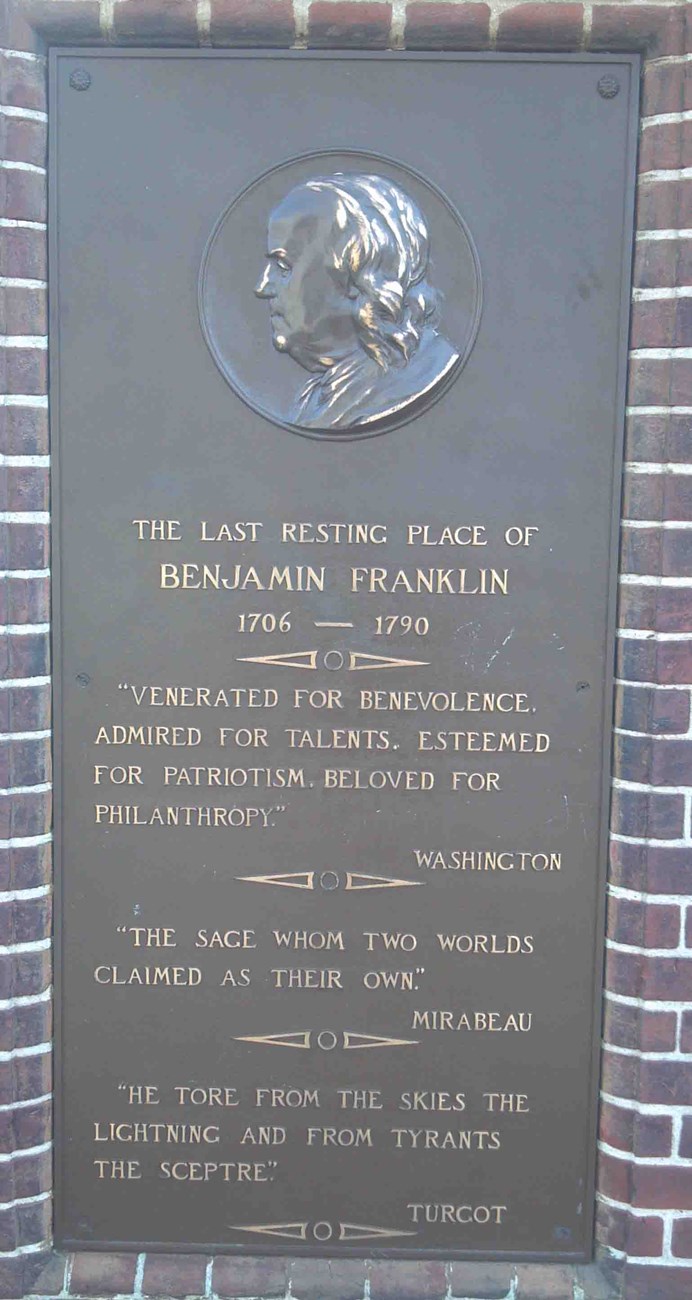 THE LAST RESTING PLACE OF
BENJAMIN FRANKLIN
1706 — 1790
"VENERATED FOR BENEVOLENCE.
ADMIRED FOR TALENTS. ESTEEMED
FOR PATRIOTISM. BELOVED FOR
PHILANTHROPY."
WASHINGTON
"THE SAGE WHOM TWO WORLDS
CLAIMED AS THEIR OWN."
MIRABEAU
"HE TORE FROM THE SKIES THE
LIGHTNING AND FROM TYRANTS
THE SCEPTRE."
TURGOT